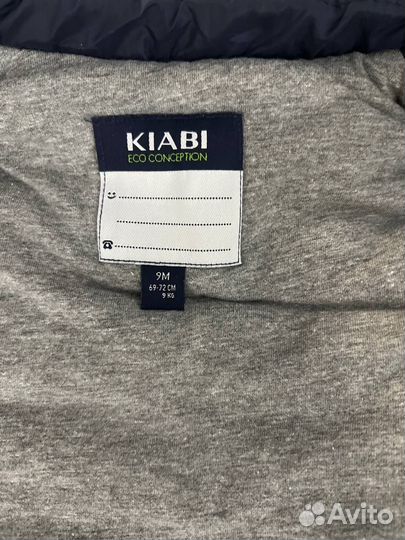 KIABI
ECO CONCEPTION
9M
69-72 CM
9 KG
Avito